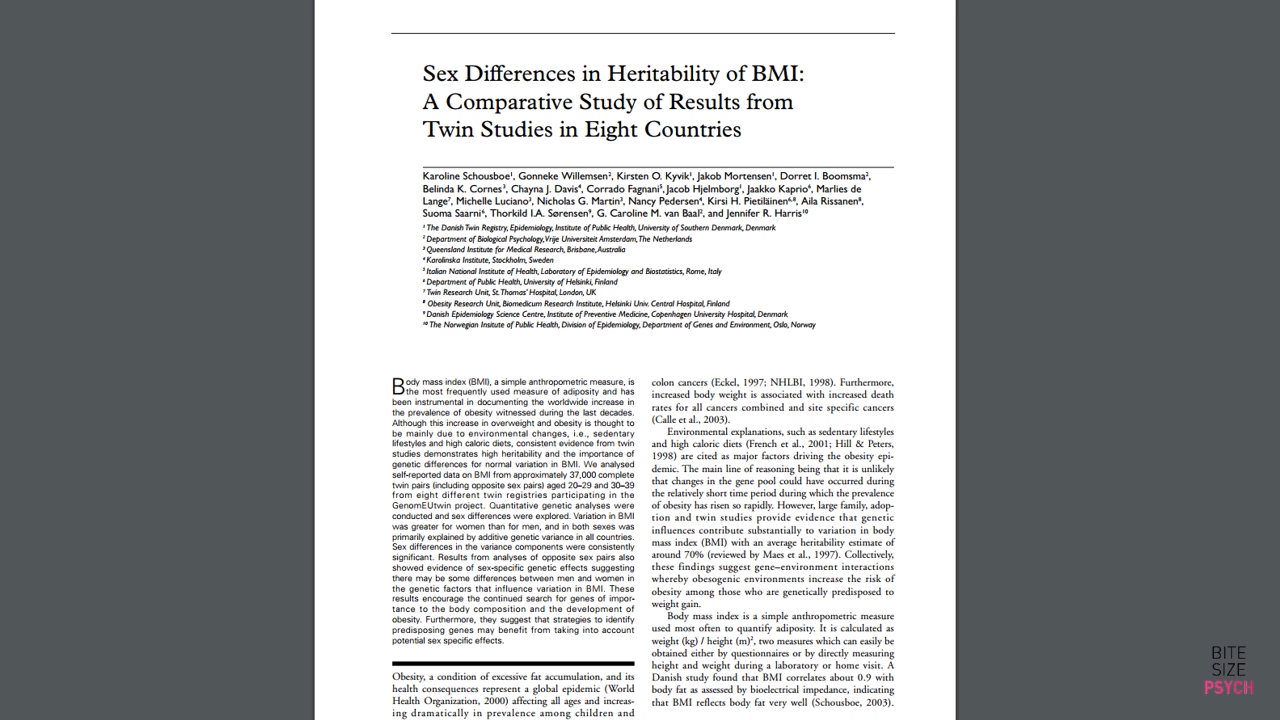 Sex Differences in Heritability of BMI:
A Comparative Study of Results from
Twin Studies in Eight Countries
Karoline Schousboe¹, Gonneke Willemsen², Kirsten O. Kyvik¹, Jakob Mortensen¹, Dorret I. Boomsma²,
Belinda K. Cornes³, Chayna J. Davis⁴, Corrado Fagnani⁵, Jacob Hjelmborg¹, Jaakko Kaprio⁶, Marlies de
Lange⁷, Michelle Luciano³, Nicholas G. Martin³, Nancy Pedersen⁴, Kirsi H. Pietiläinen⁶,⁸, Aila Rissanen⁸,
Suoma Saarni⁶, Thorkild I.A. Sørensen⁹, G. Caroline M. van Baal², and Jennifer R. Harris¹⁰
¹ The Danish Twin Registry, Epidemiology, Institute of Public Health, University of Southern Denmark, Denmark
² Department of Biological Psychology, Vrije Universiteit Amsterdam, The Netherlands
³ Queensland Institute for Medical Research, Brisbane, Australia
⁴ Karolinska Institute, Stockholm, Sweden
⁵ Italian National Institute of Health, Laboratory of Epidemiology and Biostatistics, Rome, Italy
⁶ Department of Public Health, University of Helsinki, Finland
⁷ Twin Research Unit, St. Thomas' Hospital, London, UK
⁸ Obesity Research Unit, Biomedicum Research Institute, Helsinki Univ. Central Hospital, Finland
⁹ Danish Epidemiology Science Centre, Institute of Preventive Medicine, Copenhagen University Hospital, Denmark
¹⁰ The Norwegian Insitute of Public Health, Division of Epidemiology, Department of Genes and Environment, Oslo, Norway
Body mass index (BMI), a simple anthropometric measure, is
the most frequently used measure of adiposity and has
been instrumental in documenting the worldwide increase in
the prevalence of obesity witnessed during the last decades.
Although this increase in overweight and obesity is thought to
be mainly due to environmental changes, i.e., sedentary
lifestyles and high caloric diets, consistent evidence from twin
studies demonstrates high heritability and the importance of
genetic differences for normal variation in BMI. We analysed
self-reported data on BMI from approximately 37,000 complete
twin pairs (including opposite sex pairs) aged 20–29 and 30–39
from eight different twin registries participating in the
GenomEUtwin project. Quantitative genetic analyses were
conducted and sex differences were explored. Variation in BMI
was greater for women than for men, and in both sexes was
primarily explained by additive genetic variance in all countries.
Sex differences in the variance components were consistently
significant. Results from analyses of opposite sex pairs also
showed evidence of sex-specific genetic effects suggesting
there may be some differences between men and women in
the genetic factors that influence variation in BMI. These
results encourage the continued search for genes of impor-
tance to the body composition and the development of
obesity. Furthermore, they suggest that strategies to identify
predisposing genes may benefit from taking into account
potential sex specific effects.
Obesity, a condition of excessive fat accumulation, and its
health consequences represent a global epidemic (World
Health Organization, 2000) affecting all ages and increas-
ing dramatically in prevalence among children and
colon cancers (Eckel, 1997; NHLBI, 1998). Furthermore,
increased body weight is associated with increased death
rates for all cancers combined and site specific cancers
(Calle et al., 2003).
Environmental explanations, such as sedentary lifestyles
and high caloric diets (French et al., 2001; Hill & Peters,
1998) are cited as major factors driving the obesity epi-
demic. The main line of reasoning being that it is unlikely
that changes in the gene pool could have occurred during
the relatively short time period during which the prevalence
of obesity has risen so rapidly. However, large family, adop-
tion and twin studies provide evidence that genetic
influences contribute substantially to variation in body
mass index (BMI) with an average heritability estimate of
around 70% (reviewed by Maes et al., 1997). Collectively,
these findings suggest gene–environment interactions
whereby obesogenic environments increase the risk of
obesity among those who are genetically predisposed to
weight gain.
Body mass index is a simple anthropometric measure
used most often to quantify adiposity. It is calculated as
weight (kg) / height (m)², two measures which can easily be
obtained either by questionnaires or by directly measuring
height and weight during a laboratory or home visit. A
Danish study found that BMI correlates about 0.9 with
body fat as assessed by bioelectrical impedance, indicating
that BMI reflects body fat very well (Schousboe, 2003).
BITE
SIZE
PSYCH